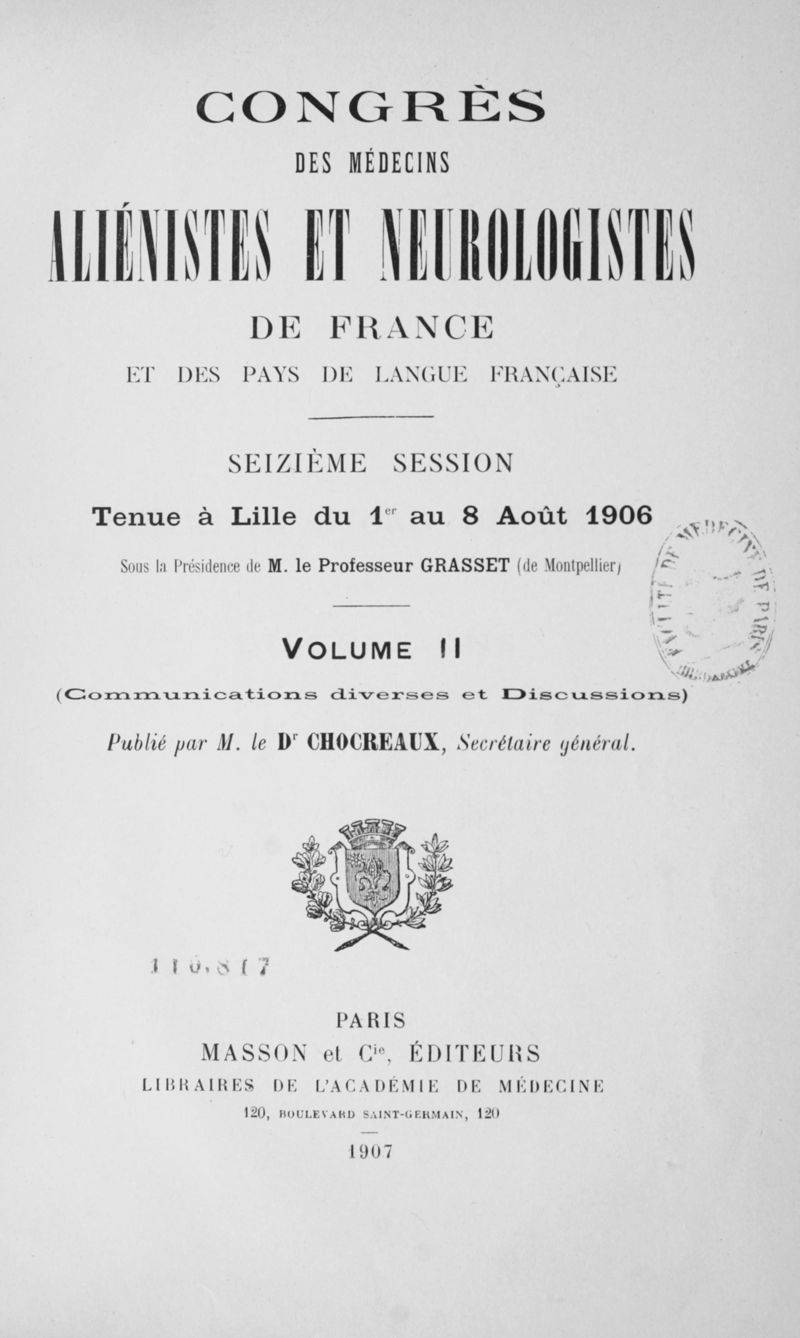 CONGRÈS
DES MÉDECINS
ALIÉNISTES ET NEUROLOGISTES
DE FRANCE
ET DES PAYS DE LANGUE FRANÇAISE
SEIZIÈME SESSION
Tenue à Lille du 1er au 8 Août 1906
Sous la Présidence de M. le Professeur GRASSET (de Montpellier)
VOLUME II
(Communications diverses et Discussions)
Publié par M. le Dr CHOCREAUX, Secrétaire général.
PARIS
MASSON et Cie, ÉDITEURS
LIBRAIRES DE L'ACADÉMIE DE MÉDECINE
120, BOULEVARD SAINT-GERMAIN, 120
1907